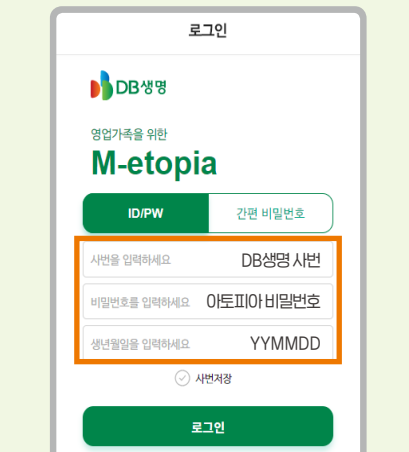 로그인
DB생명
영업가족을 위한
M-etopia
ID/PW 간편 비밀번호
사번을 입력하세요 DB생명 사번
비밀번호를 입력하세요 아토피아 비밀번호
생년월일을 입력하세요 YYMMDD
사번저장
로그인